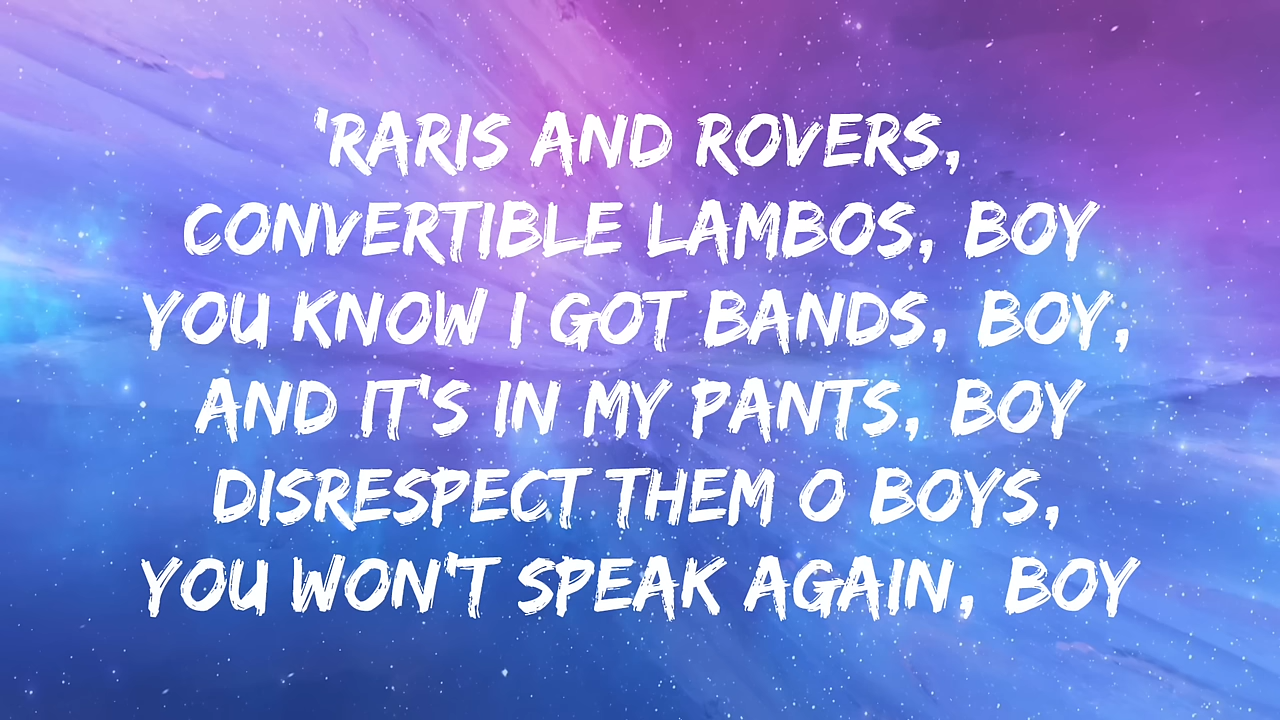 'RARIS AND ROVERS,
CONVERTIBLE LAMBOS, BOY
YOU KNOW I GOT BANDS, BOY,
AND IT'S IN MY PANTS, BOY
DISRESPECT THEM O BOYS,
YOU WON'T SPEAK AGAIN, BOY